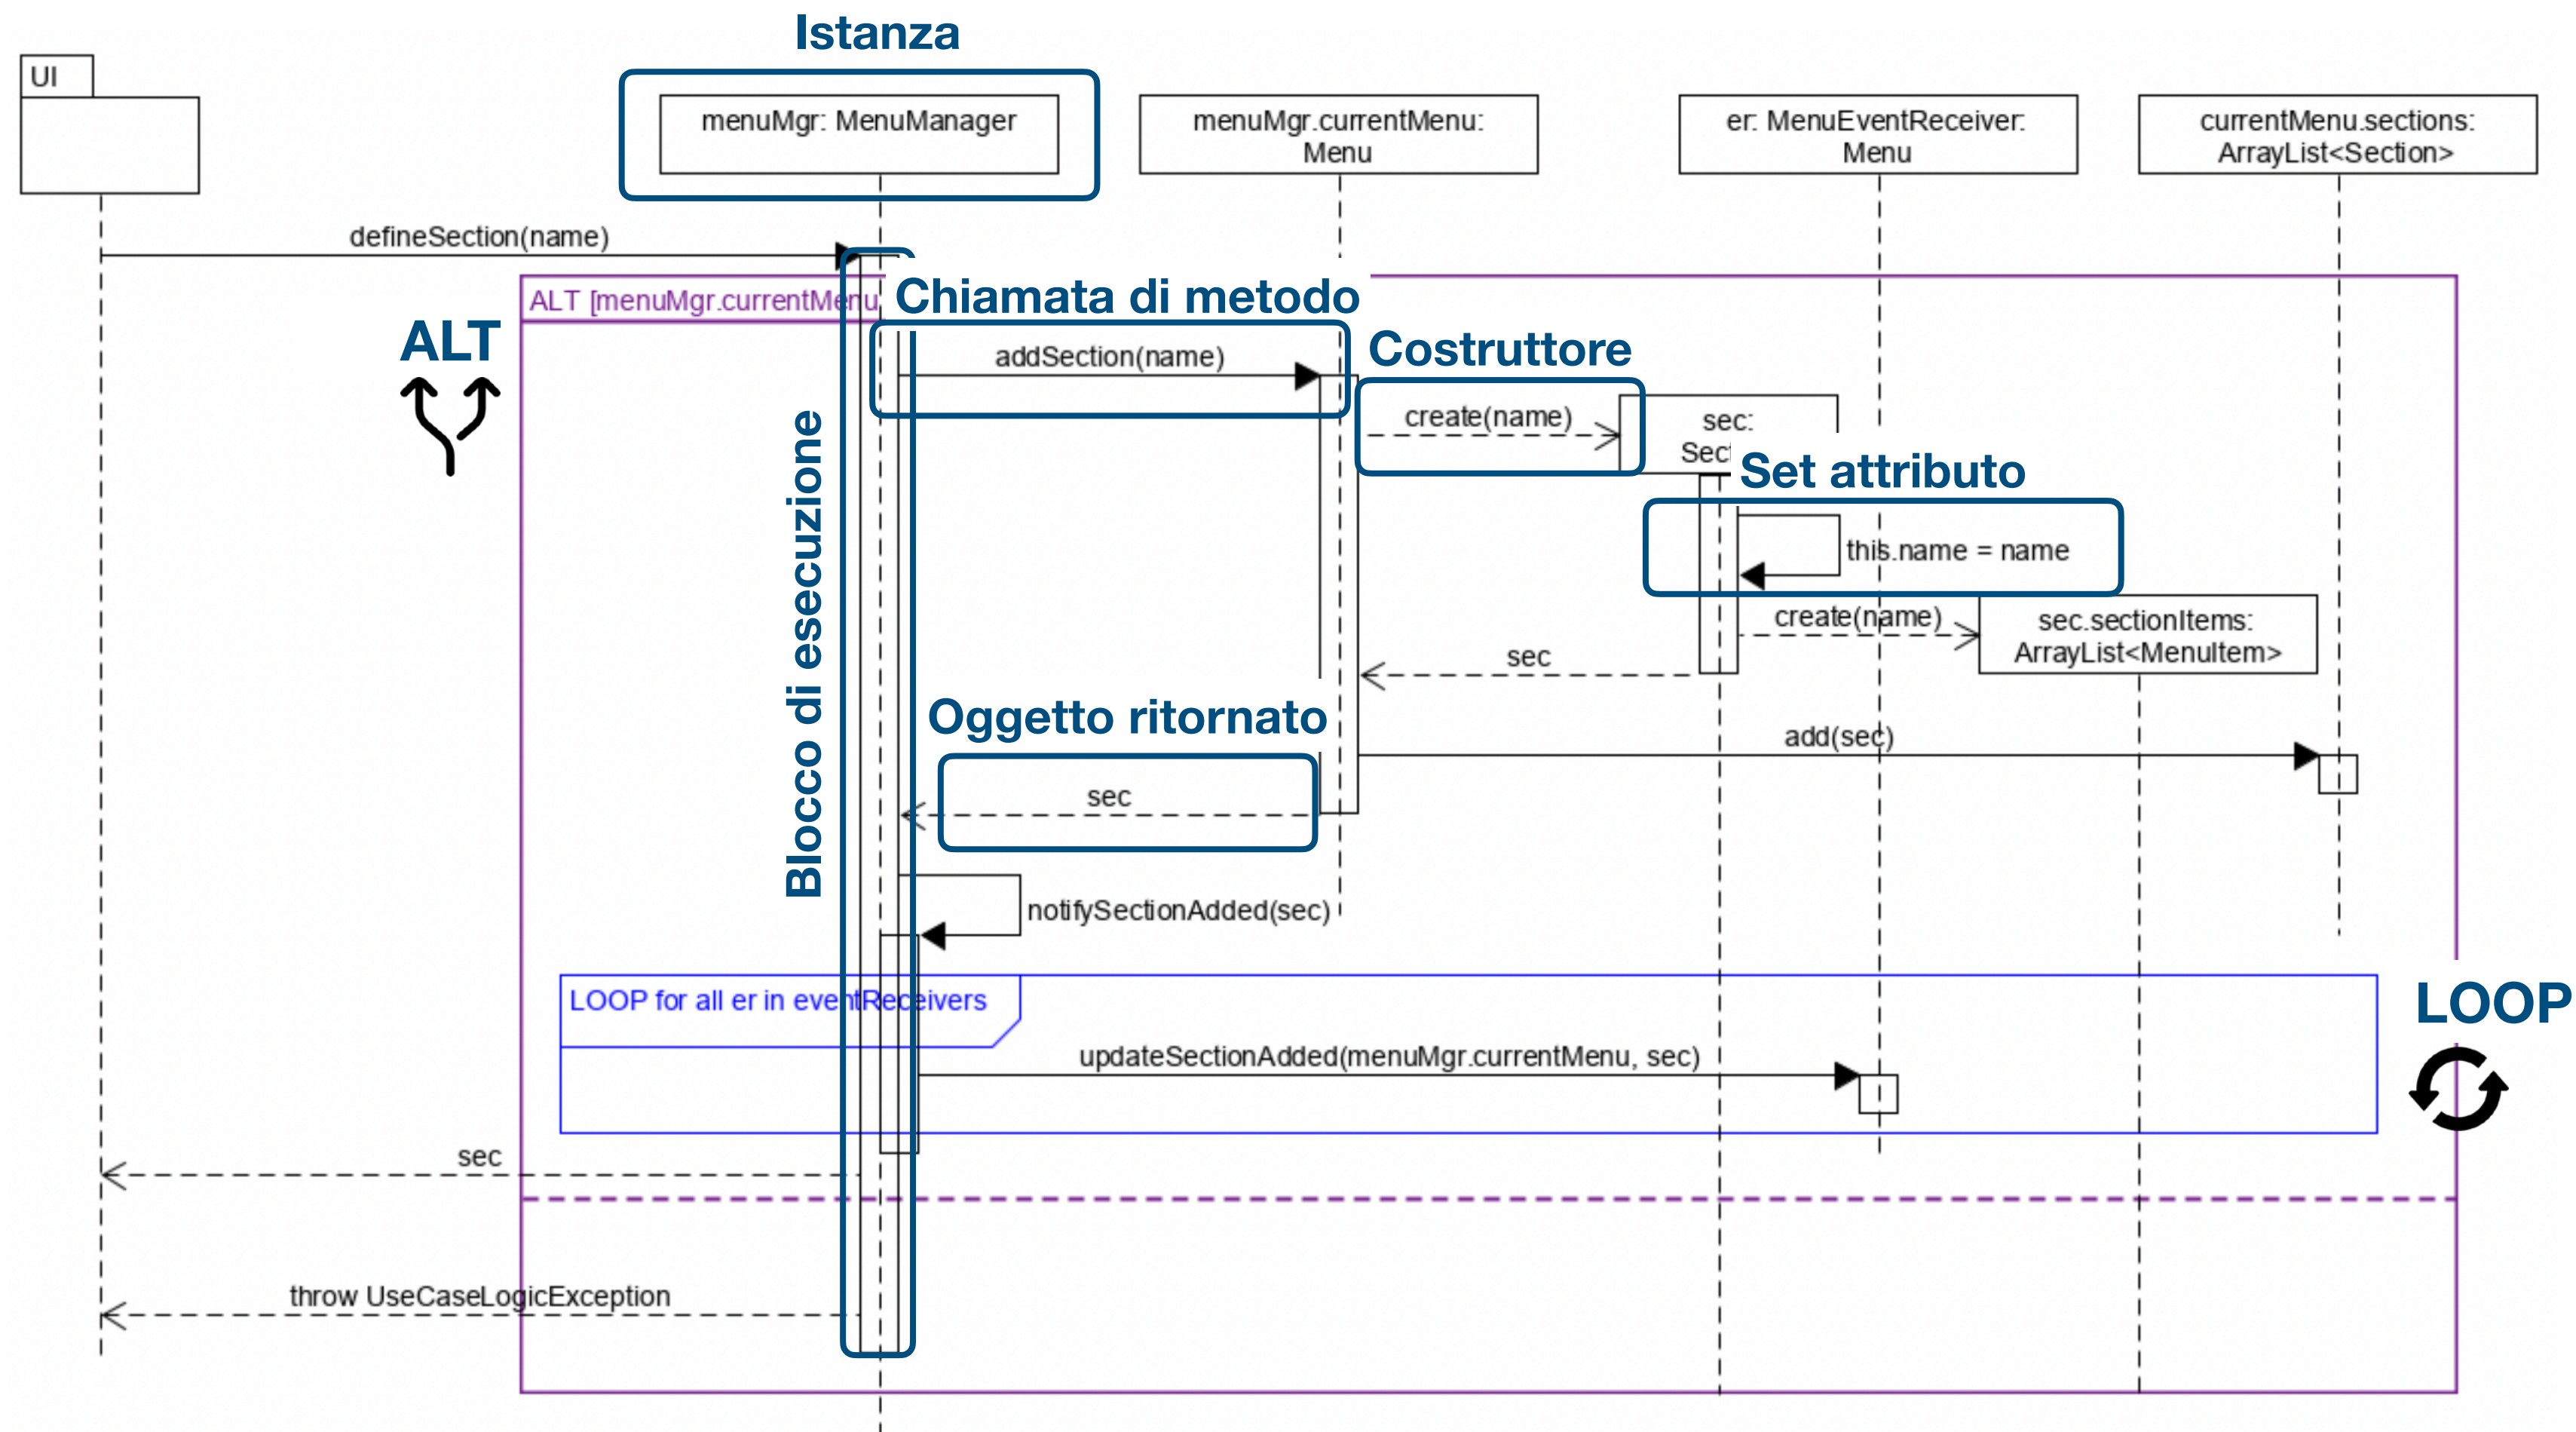 Istanza
UI
menuMgr: MenuManager
menuMgr.currentMenu:
Menu
er: MenuEventReceiver:
Menu
currentMenu.sections:
ArrayList<Section>
defineSection(name)
ALT [menuMgr.currentMenu
Chiamata di metodo
ALT
addSection(name)
Costruttore
create(name)
sec:
Set attributo
Blocco di esecuzione
this.name = name
create(name)
sec.sectionItems:
ArrayList<MenuItem>
sec
Oggetto ritornato
add(sec)
sec
notifySectionAdded(sec)
LOOP for all er in eventReceivers
LOOP
updateSectionAdded(menuMgr.currentMenu, sec)
sec
throw UseCaseLogicException